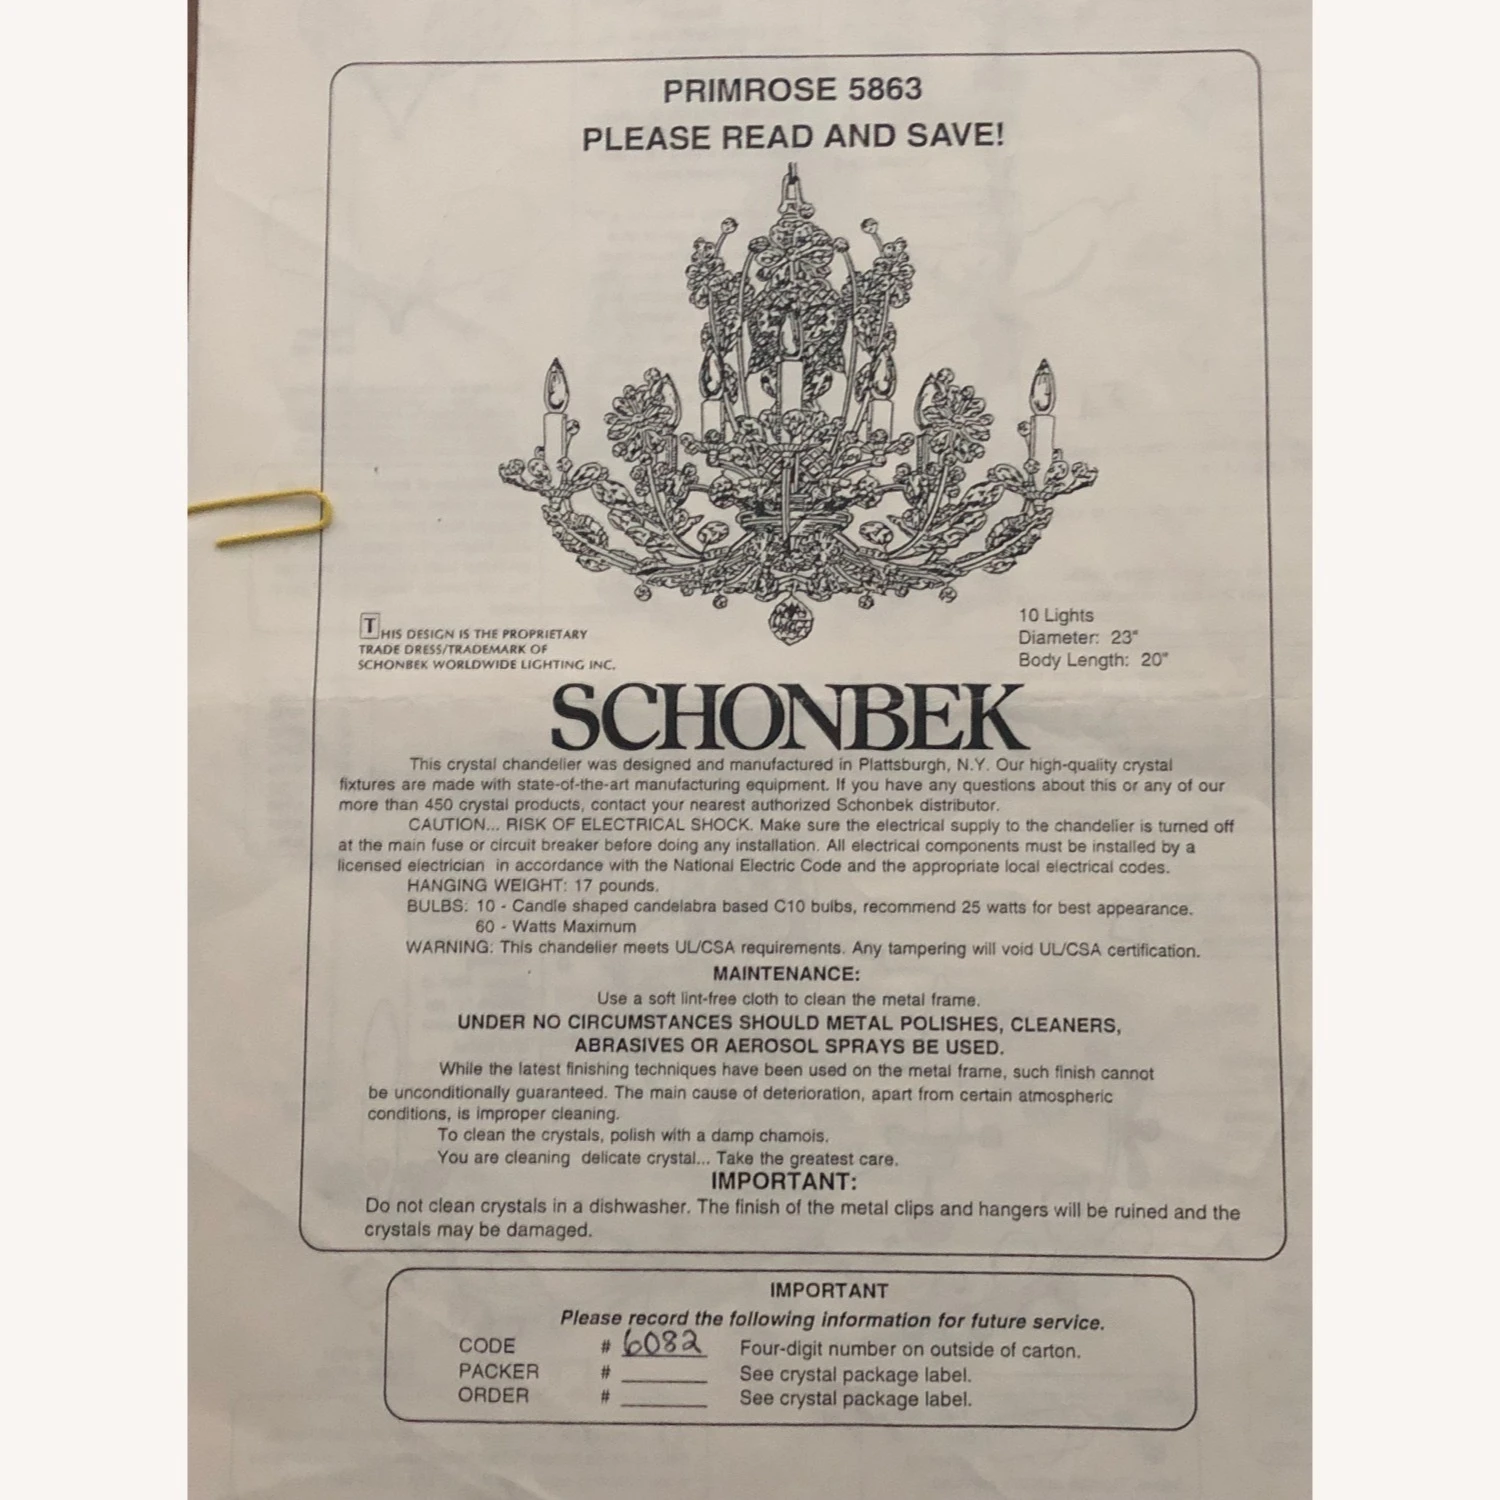 PRIMROSE 5863
PLEASE READ AND SAVE!
THIS DESIGN IS THE PROPRIETARY
TRADE DRESS/TRADEMARK OF
SCHONBEK WORLDWIDE LIGHTING INC.
10 Lights
Diameter: 23"
Body Length: 20"
SCHONBEK
This crystal chandelier was designed and manufactured in Plattsburgh, N.Y. Our high-quality crystal
fixtures are made with state-of-the-art manufacturing equipment. If you have any questions about this or any of our
more than 450 crystal products, contact your nearest authorized Schonbek distributor.
CAUTION... RISK OF ELECTRICAL SHOCK. Make sure the electrical supply to the chandelier is turned off
at the main fuse or circuit breaker before doing any installation. All electrical components must be installed by a
licensed electrician in accordance with the National Electric Code and the appropriate local electrical codes.
HANGING WEIGHT: 17 pounds.
BULBS: 10 - Candle shaped candelabra based C10 bulbs, recommend 25 watts for best appearance.
60 - Watts Maximum
WARNING: This chandelier meets UL/CSA requirements. Any tampering will void UL/CSA certification.
MAINTENANCE:
Use a soft lint-free cloth to clean the metal frame.
UNDER NO CIRCUMSTANCES SHOULD METAL POLISHES, CLEANERS,
ABRASIVES OR AEROSOL SPRAYS BE USED.
While the latest finishing techniques have been used on the metal frame, such finish cannot
be unconditionally guaranteed. The main cause of deterioration, apart from certain atmospheric
conditions, is improper cleaning.
To clean the crystals, polish with a damp chamois.
You are cleaning delicate crystal... Take the greatest care.
IMPORTANT:
Do not clean crystals in a dishwasher. The finish of the metal clips and hangers will be ruined and the
crystals may be damaged.
IMPORTANT
Please record the following information for future service.
CODE # 6082 Four-digit number on outside of carton.
PACKER # See crystal package label.
ORDER # See crystal package label.